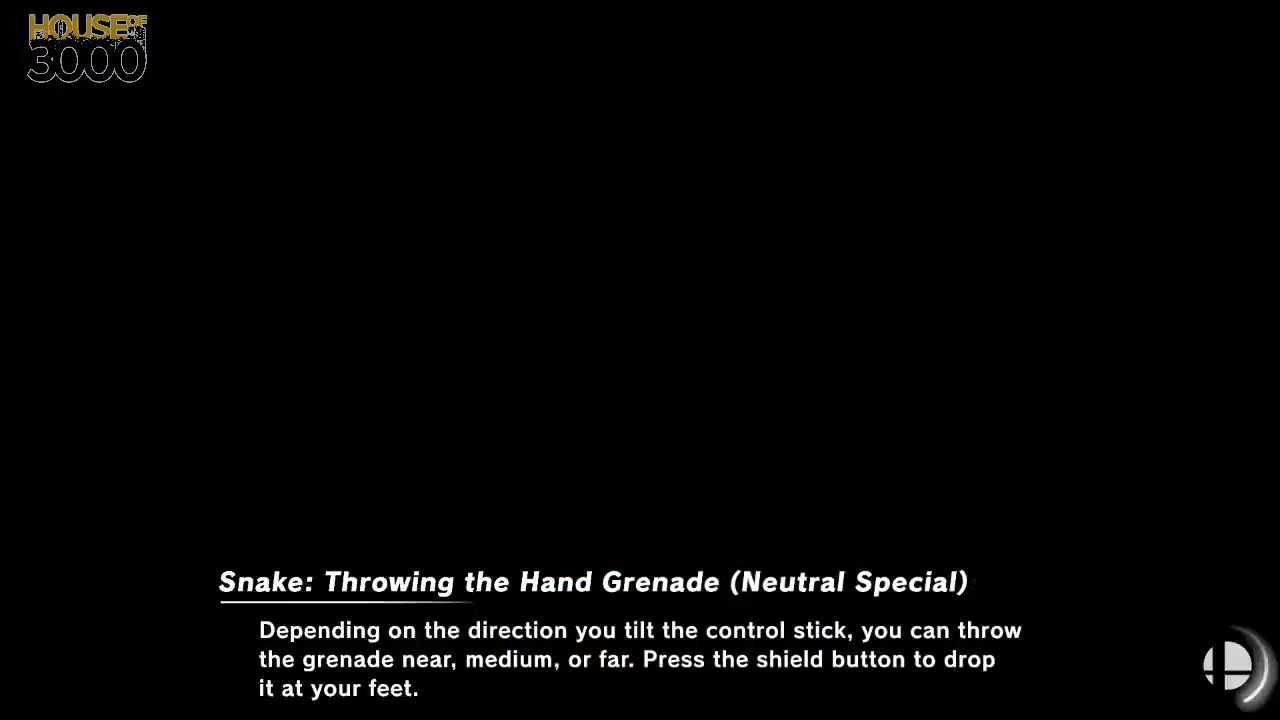 HOUSE OF
3000
Snake: Throwing the Hand Grenade (Neutral Special)
Depending on the direction you tilt the control stick, you can throw
the grenade near, medium, or far. Press the shield button to drop
it at your feet.